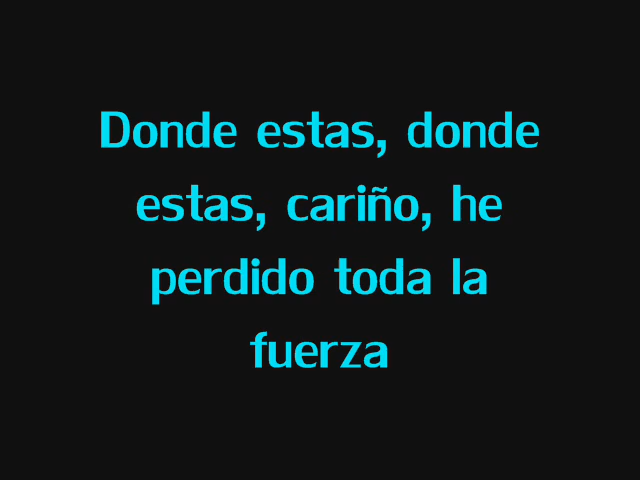 Donde estas, donde
estas, cariño, he
perdido toda la
fuerza